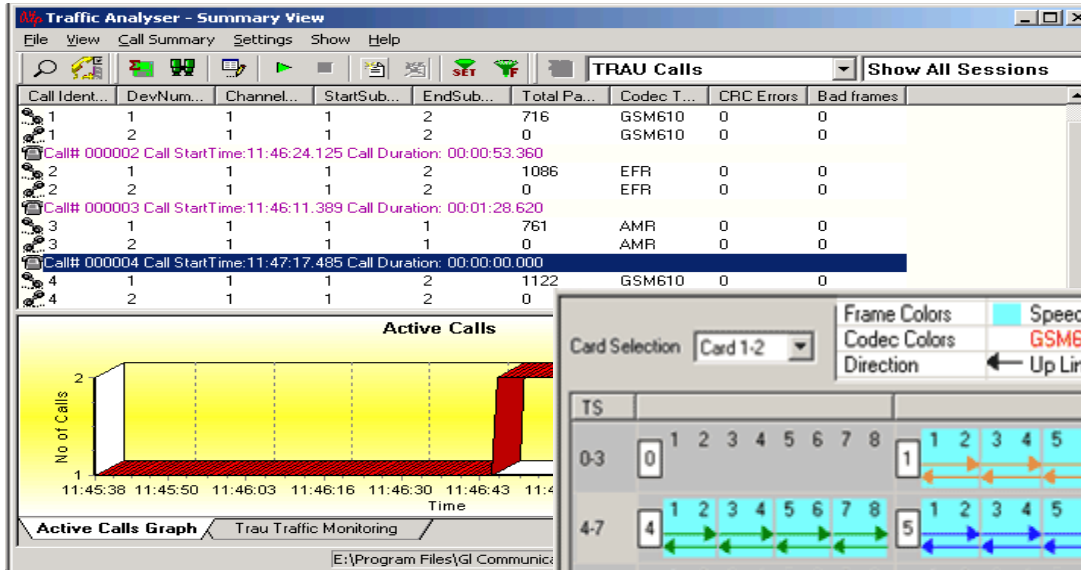 Traffic Analyser - Summary View
File View Call Summary Settings Show Help
SET F TRAU Calls Show All Sessions
Call Ident... DevNum... Channel... StartSub... EndSub... Total Pa... Codec T... CRC Errors Bad frames
1 1 1 1 2 716 GSM610 0 0
1 2 1 1 2 0 GSM610 0 0
Call# 000002 Call StartTime:11:46:24.125 Call Duration: 00:00:53.360
2 1 1 1 2 1086 EFR 0 0
2 2 1 1 2 0 EFR 0 0
Call# 000003 Call StartTime:11:46:11.389 Call Duration: 00:01:28.620
3 1 1 1 1 761 AMR 0 0
3 2 1 1 1 0 AMR 0 0
Call# 000004 Call StartTime:11:47:17.485 Call Duration: 00:00:00.000
4 1 1 1 2 1122 GSM610 0 0
4 2 1 1 2 0
Active Calls
No of Calls
2
1
11:45:38 11:45:50 11:46:03 11:46:16 11:46:30 11:46:43 11:4
Time
Active Calls Graph Trau Traffic Monitoring
E:\Program Files\Gl Communica
Card Selection Card 1-2
Frame Colors Speec
Codec Colors GSM6
Direction Up Lin
TS
0-3 0 1 2 3 4 5 6 7 8 1 1 2 3 4 5
4-7 4 1 2 3 4 5 6 7 8 5 1 2 3 4 5